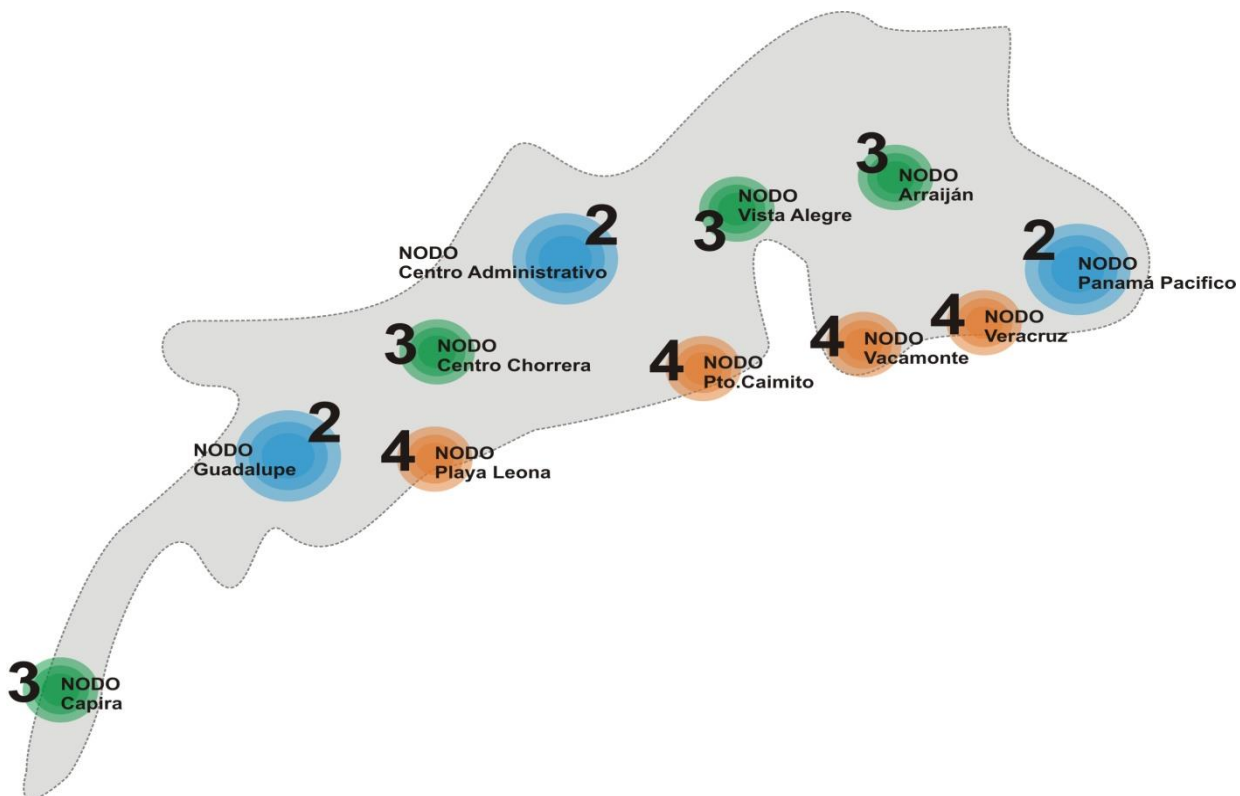 3
NODO
Arraiján
3
NODO
Vista Alegre
2
NODO
Centro Administrativo
2
NODO
Panamá Pacifico
4
NODO
Veracruz
3
NODO
Centro Chorrera
4
NODO
Pto.Caimito
4
NODO
Vacamonte
2
NODO
Guadalupe
4
NODO
Playa Leona
3
NODO
Capira